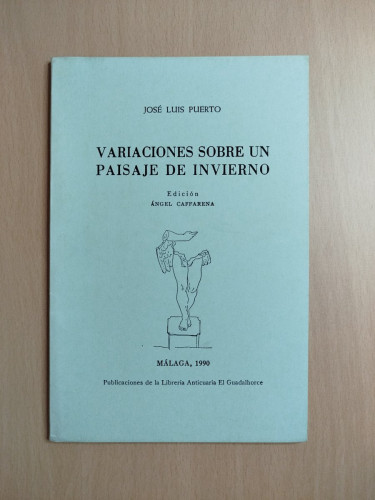 JOSÉ LUIS PUERTO
VARIACIONES SOBRE UN
PAISAJE DE INVIERNO
Edición
ÁNGEL CAFFARENA
MÁLAGA, 1990
Publicaciones de la Librería Anticuaria El Guadalhorce